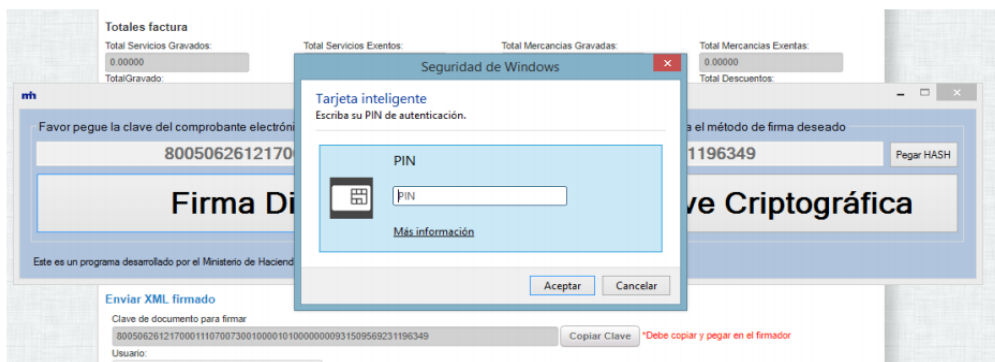 Totales factura
Total Servicios Gravados: Total Servicios Exentos: Total Mercancias Gravadas: Total Mercancias Exentas:
0.00000 0.00000
TotalGravado: Total Descuentos:
Seguridad de Windows
Tarjeta inteligente
Escriba su PIN de autenticación.
PIN
PIN
Más información
Aceptar Cancelar
mh
Favor pegue la clave del comprobante electróni a el método de firma deseado
8005062612170 1196349 Pegar HASH
Firma Di ve Criptográfica
Este es un programa desarrollado por el Ministerio de Haciend
Enviar XML firmado
Clave de documento para firmar
Copiar Clave *Debe copiar y pegar en el firmador
Usuario: